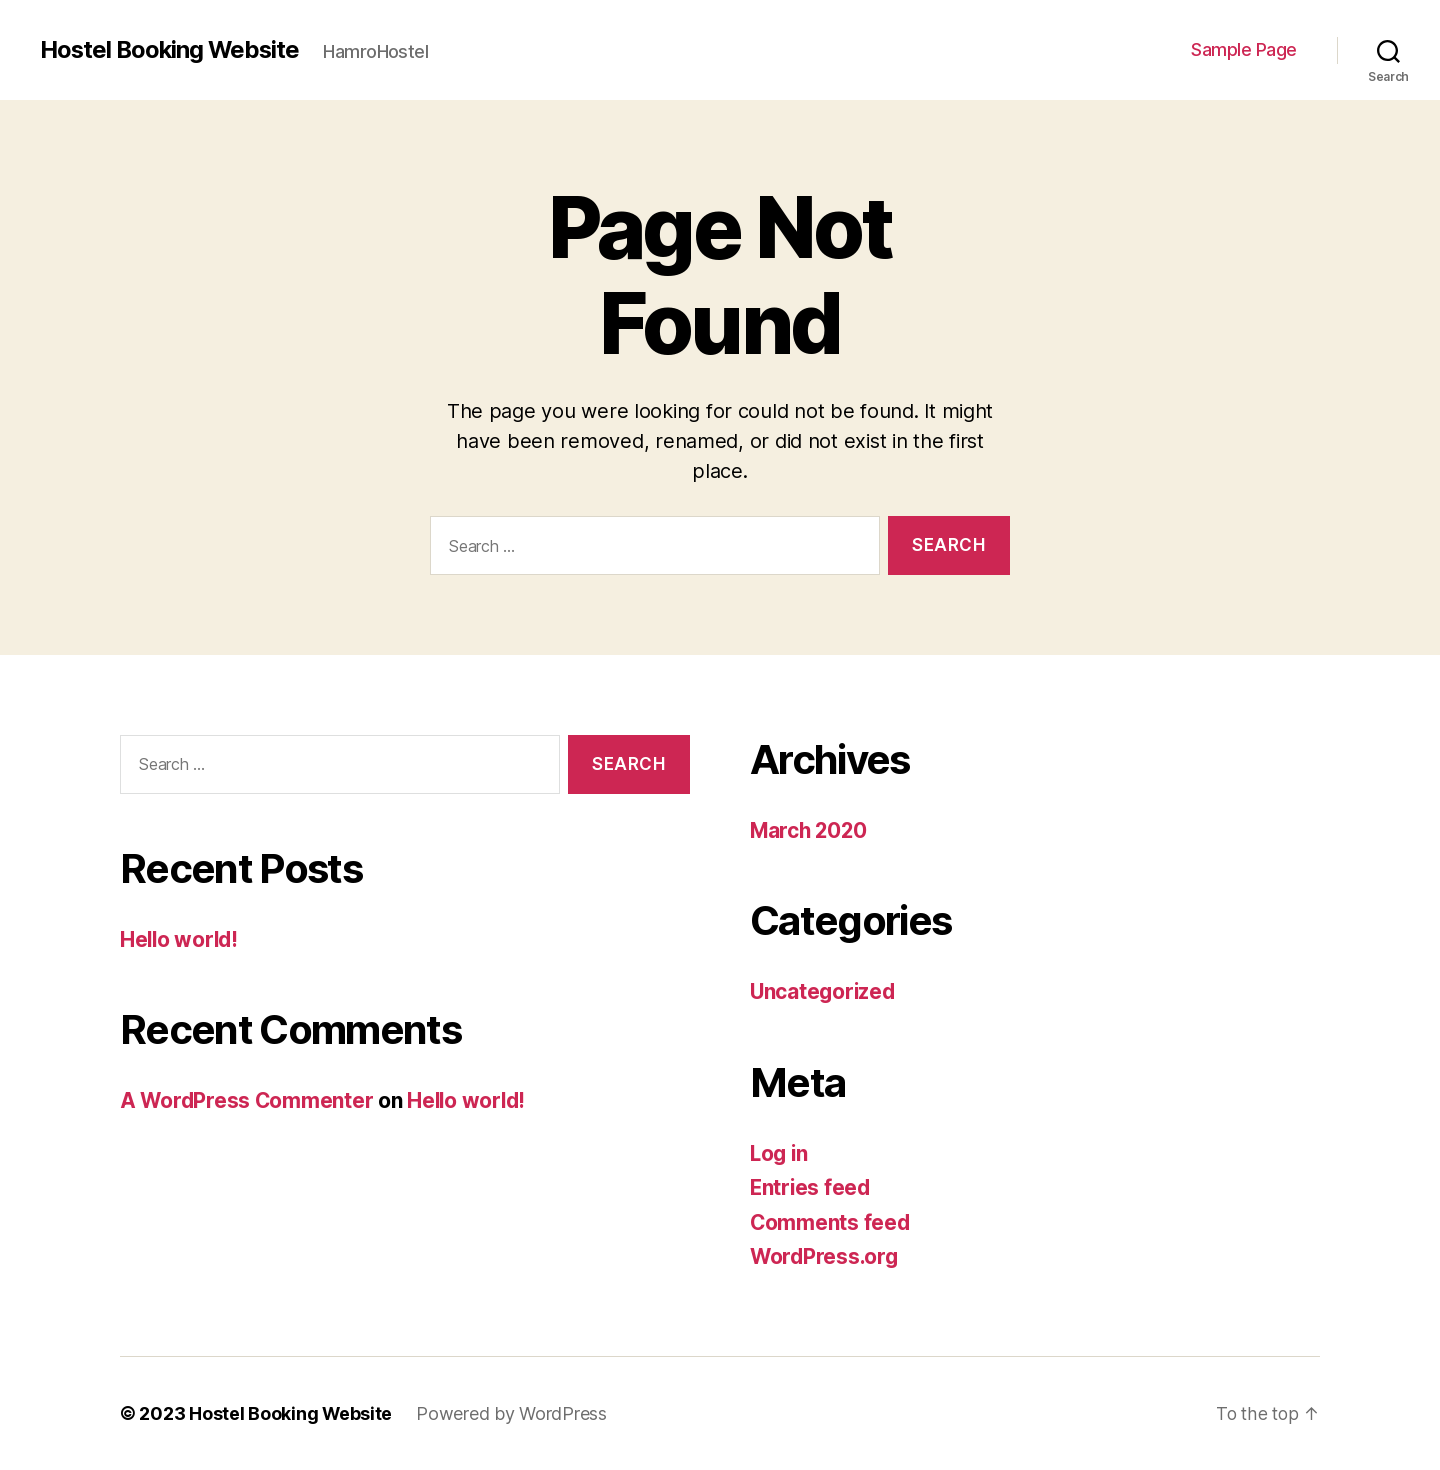 Hostel Booking Website
HamroHostel
Sample Page
Search
Page Not
Found
The page you were looking for could not be found. It might
have been removed, renamed, or did not exist in the first
place.
Search …
SEARCH
Search …
SEARCH
Recent Posts
Hello world!
Recent Comments
A WordPress Commenter on Hello world!
Archives
March 2020
Categories
Uncategorized
Meta
Log in
Entries feed
Comments feed
WordPress.org
© 2023 Hostel Booking Website
Powered by WordPress
To the top ↑